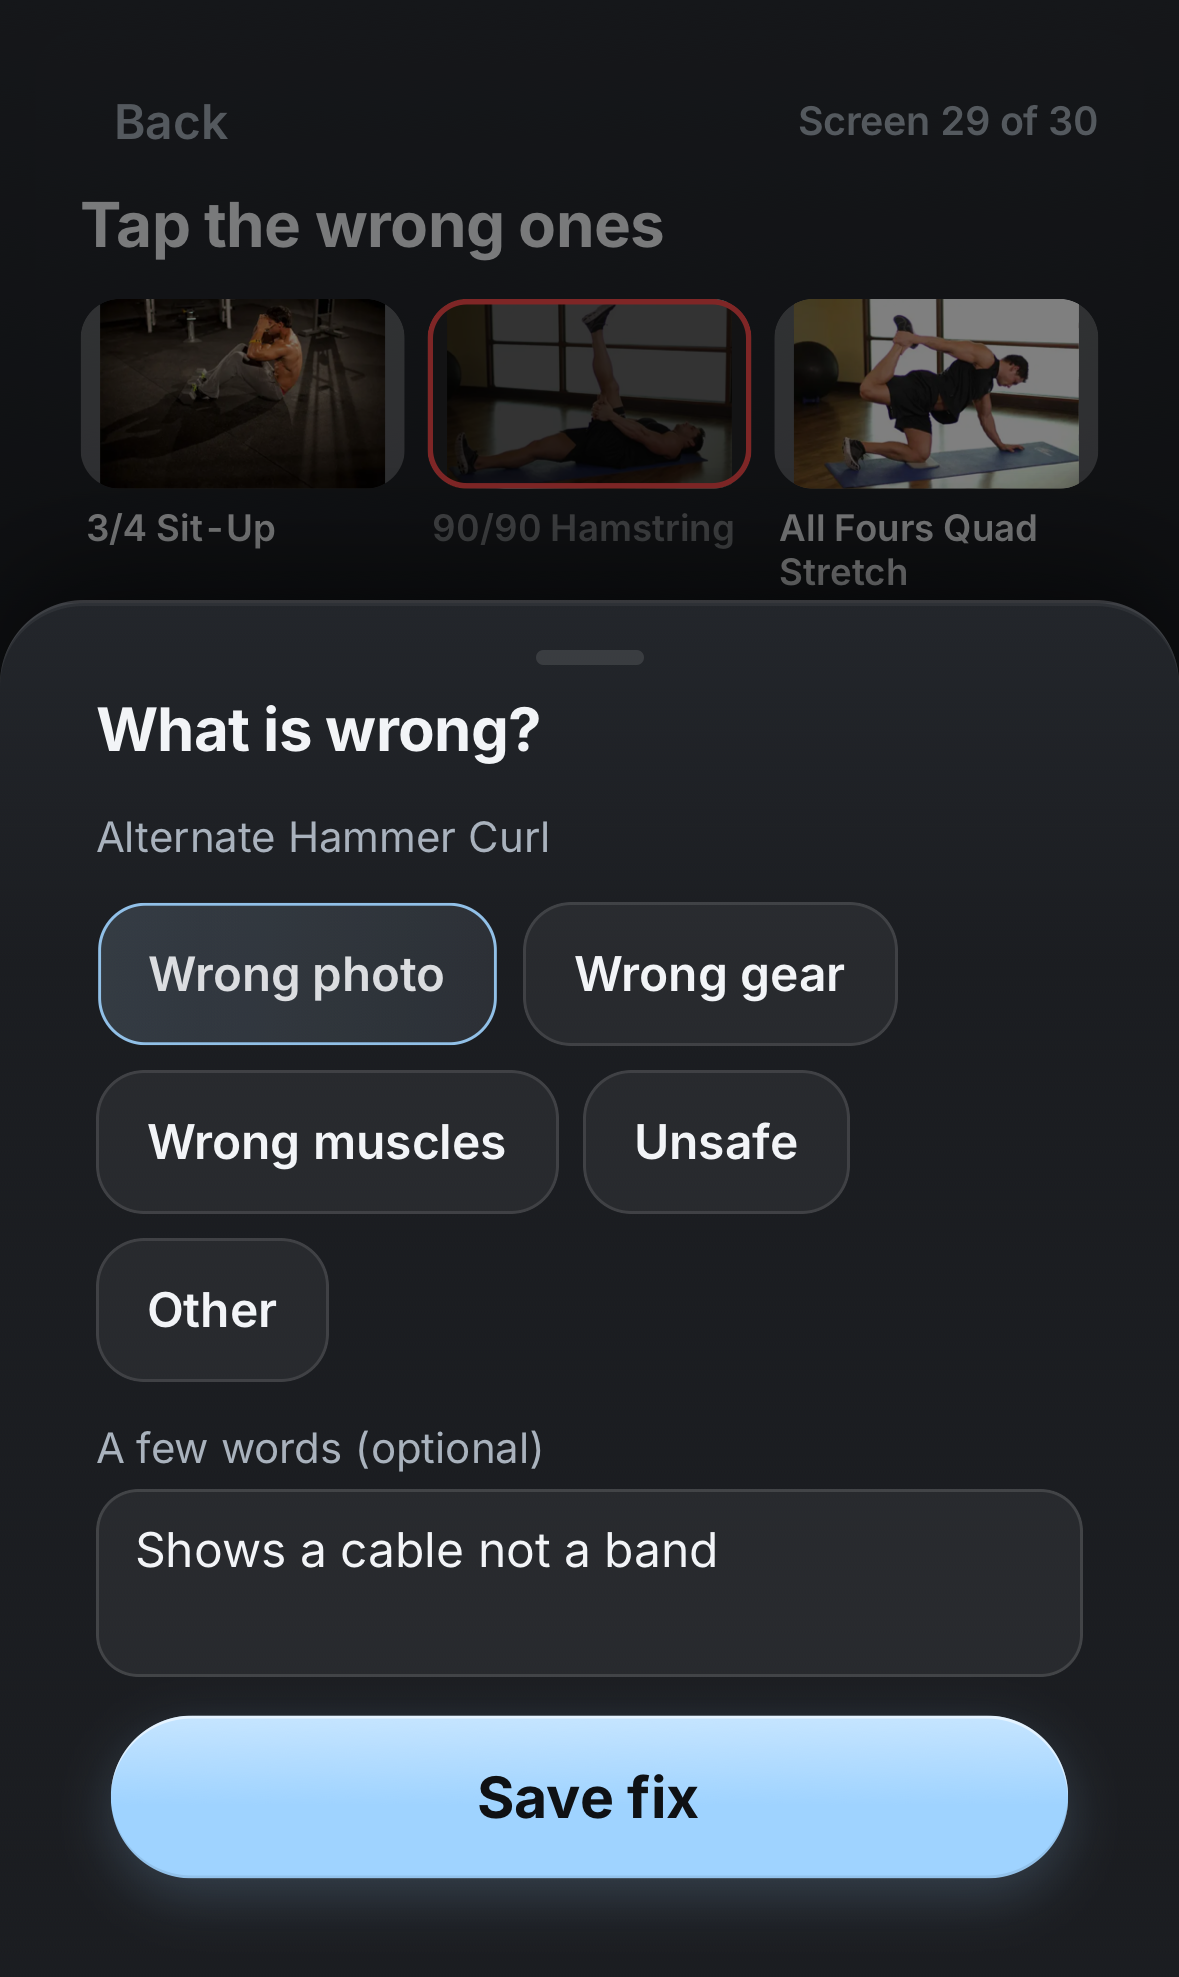 Back
Screen 29 of 30
Tap the wrong ones
3/4 Sit-Up
90/90 Hamstring
All Fours Quad
Stretch
What is wrong?
Alternate Hammer Curl
Wrong photo
Wrong gear
Wrong muscles
Unsafe
Other
A few words (optional)
Shows a cable not a band
Save fix